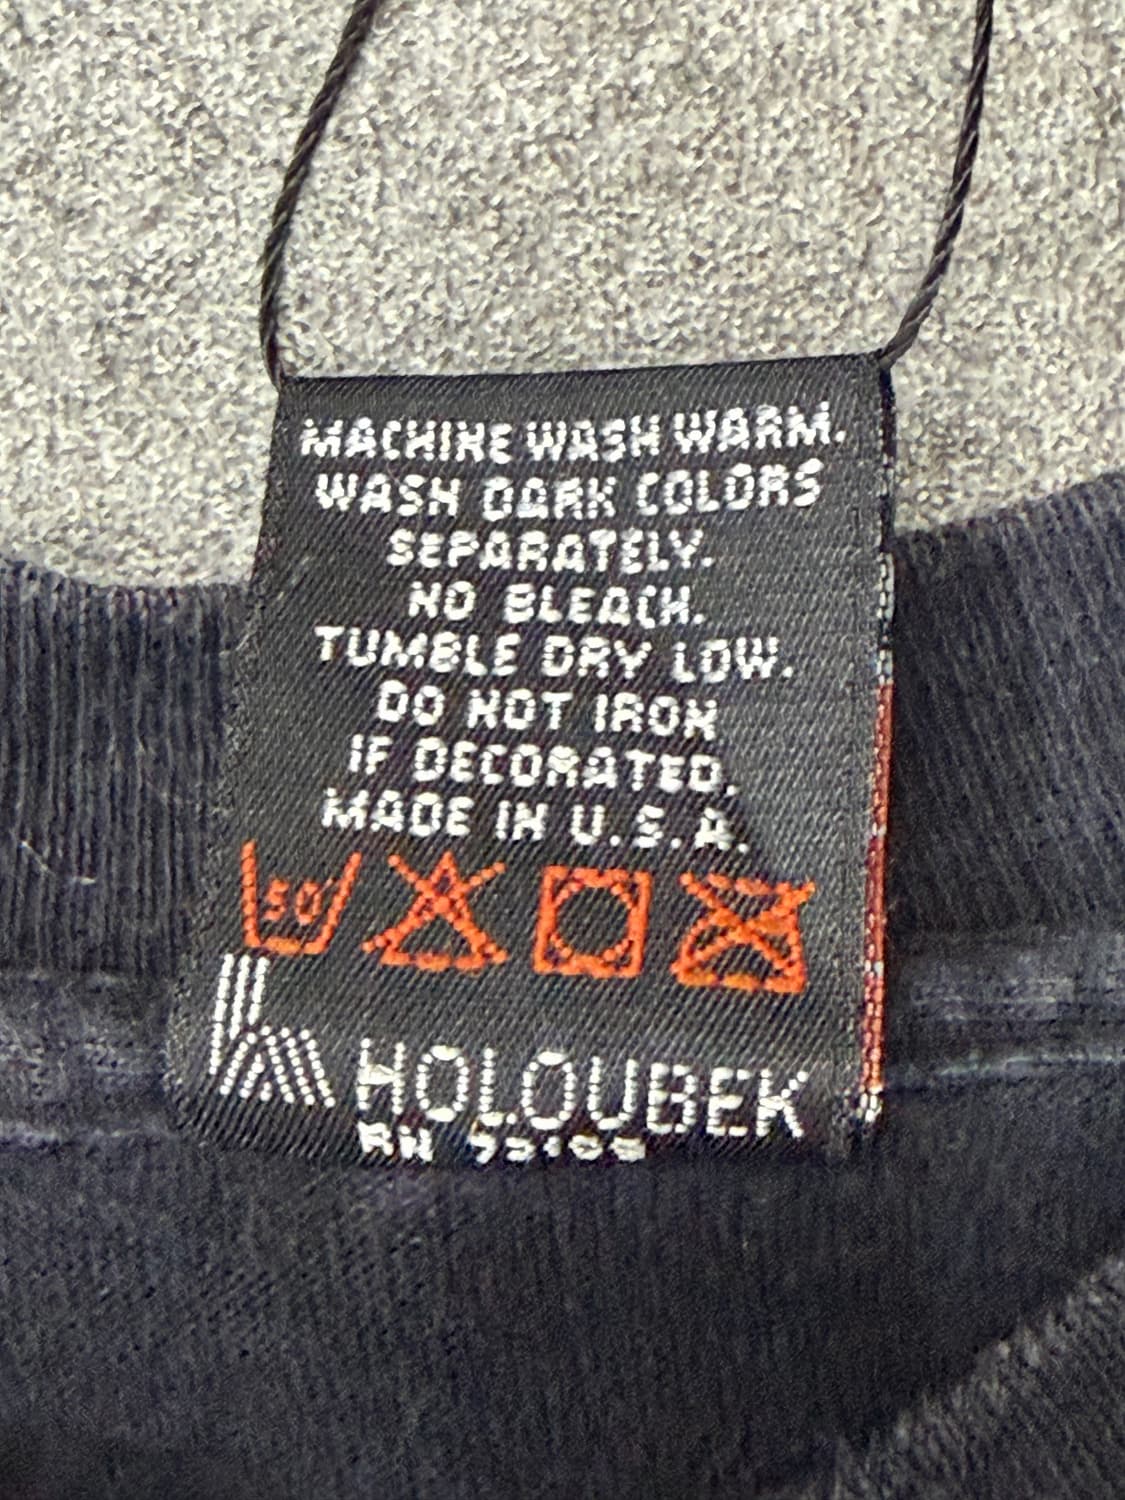 MACHINE WASH WARM.
WASH DARK COLORS
SEPARATELY.
NO BLEACH.
TUMBLE DRY LOW.
DO NOT IRON
IF DECORATED.
MADE IN U.S.A.
50°
HOLOUBEK
RN